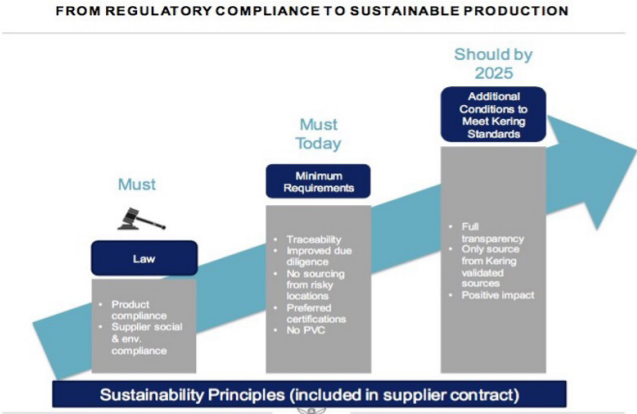 FROM REGULATORY COMPLIANCE TO SUSTAINABLE PRODUCTION
Must
Law
• Product
compliance
• Supplier social
& env.
compliance
Must
Today
Minimum
Requirements
• Traceability
• Improved due
diligence
• No sourcing
from risky
locations
• Preferred
certifications
• No PVC
Should by
2025
Additional
Conditions to
Meet Kering
Standards
• Full
transparency
• Only source
from Kering
validated
sources
• Positive impact
Sustainability Principles (included in supplier contract)